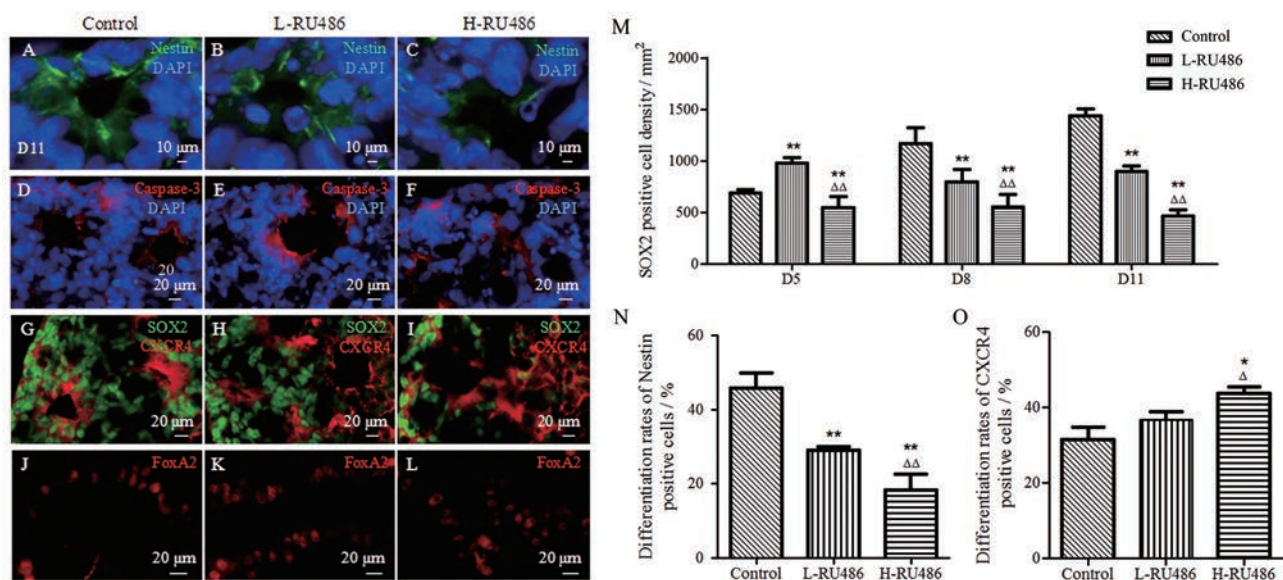 Control L-RU486 H-RU486
A Nestin DAPI D11 10 μm
B Nestin DAPI 10 μm
C Nestin DAPI 10 μm
D Caspase-3 DAPI 20 20 μm
E Caspase-3 DAPI 20 μm
F Caspase-3 DAPI 20 μm
G SOX2 CXCR4 20 μm
H SOX2 CXCR4 20 μm
I SOX2 CXCR4 20 μm
J FoxA2 20 μm
K FoxA2 20 μm
L FoxA2 20 μm
M
SOX2 positive cell density / mm²
2000
1500
1000
500
0
Control
L-RU486
H-RU486
**
**
ΔΔ
**
**
ΔΔ
**
**
ΔΔ
D5 D8 D11
N
Differentiation rates of Nestin
positive cells / %
60
40
20
0
**
**
ΔΔ
Control L-RU486 H-RU486
O
Differentiation rates of CXCR4
positive cells / %
60
40
20
0
*
Δ
Control L-RU486 H-RU486